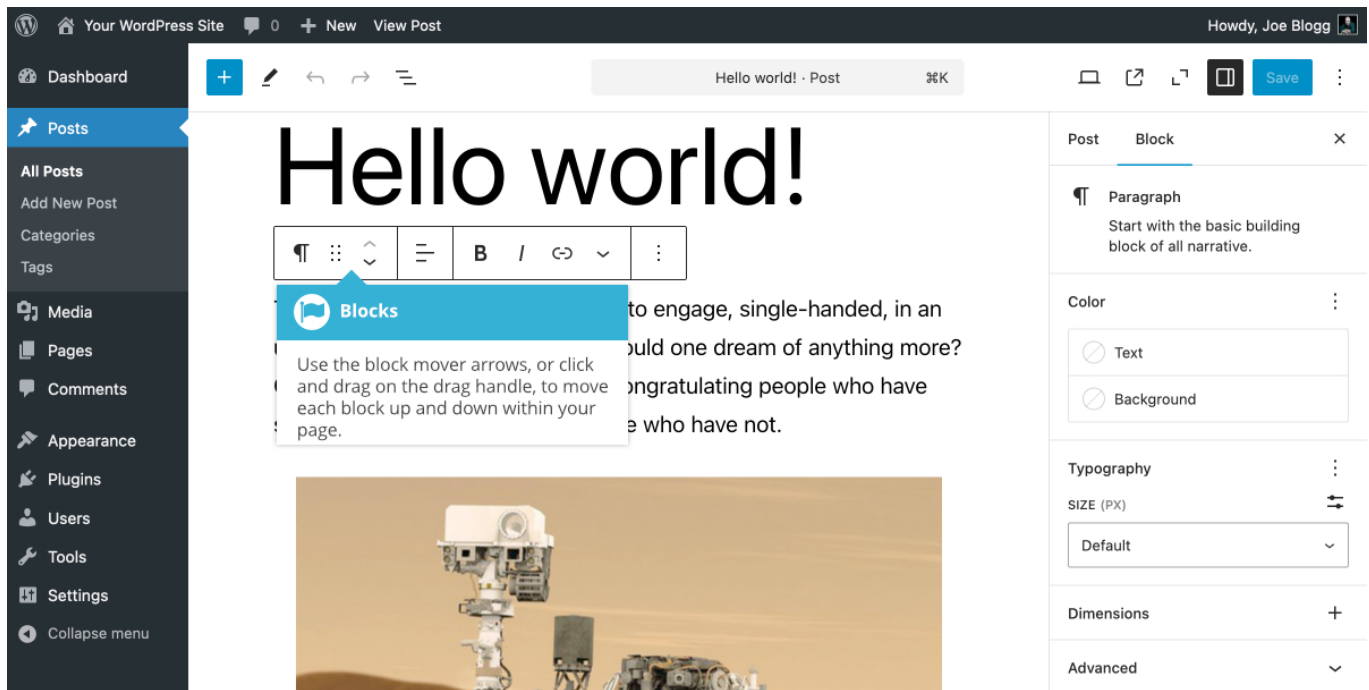 Your WordPress Site 0 New View Post Howdy, Joe Blogg
Dashboard
Posts
All Posts
Add New Post
Categories
Tags
Media
Pages
Comments
Appearance
Plugins
Users
Tools
Settings
Collapse menu
Hello world! · Post ⌘K
Save
Hello world!
B I
Blocks
Use the block mover arrows, or click
and drag on the drag handle, to move
each block up and down within your
page.
to engage, single-handed, in an
one dream of anything more?
people who have
who have not.
Post Block
Paragraph
Start with the basic building
block of all narrative.
Color
Text
Background
Typography
SIZE (PX)
Default
Dimensions
Advanced